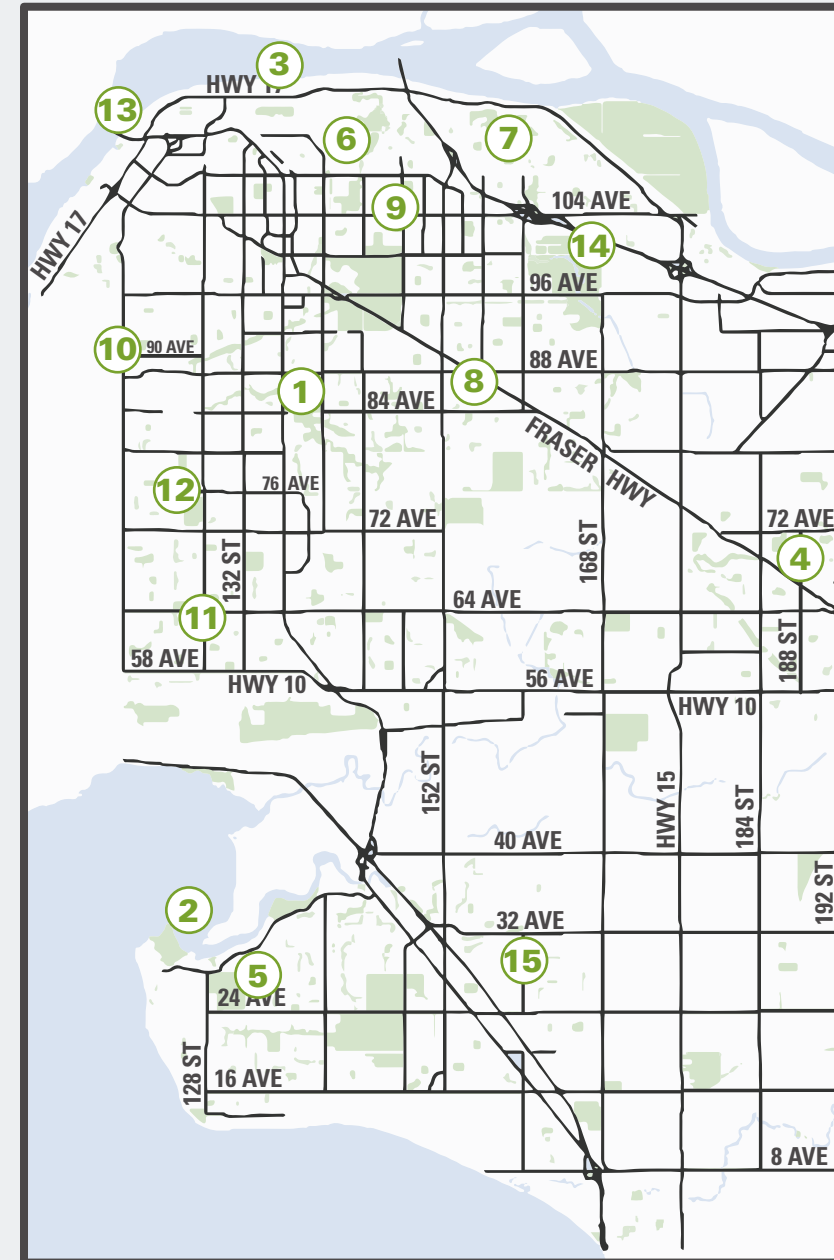 3
HWY 17
13
6
7
9
104 AVE
HWY 17
14
96 AVE
10
90 AVE
88 AVE
1
8
84 AVE
FRASER HWY
12
76 AVE
72 AVE
72 AVE
132 ST
168 ST
4
64 AVE
11
188 ST
58 AVE
HWY 10
56 AVE
HWY 10
152 ST
HWY 15
184 ST
40 AVE
192 ST
2
32 AVE
15
5
24 AVE
128 ST
16 AVE
8 AVE